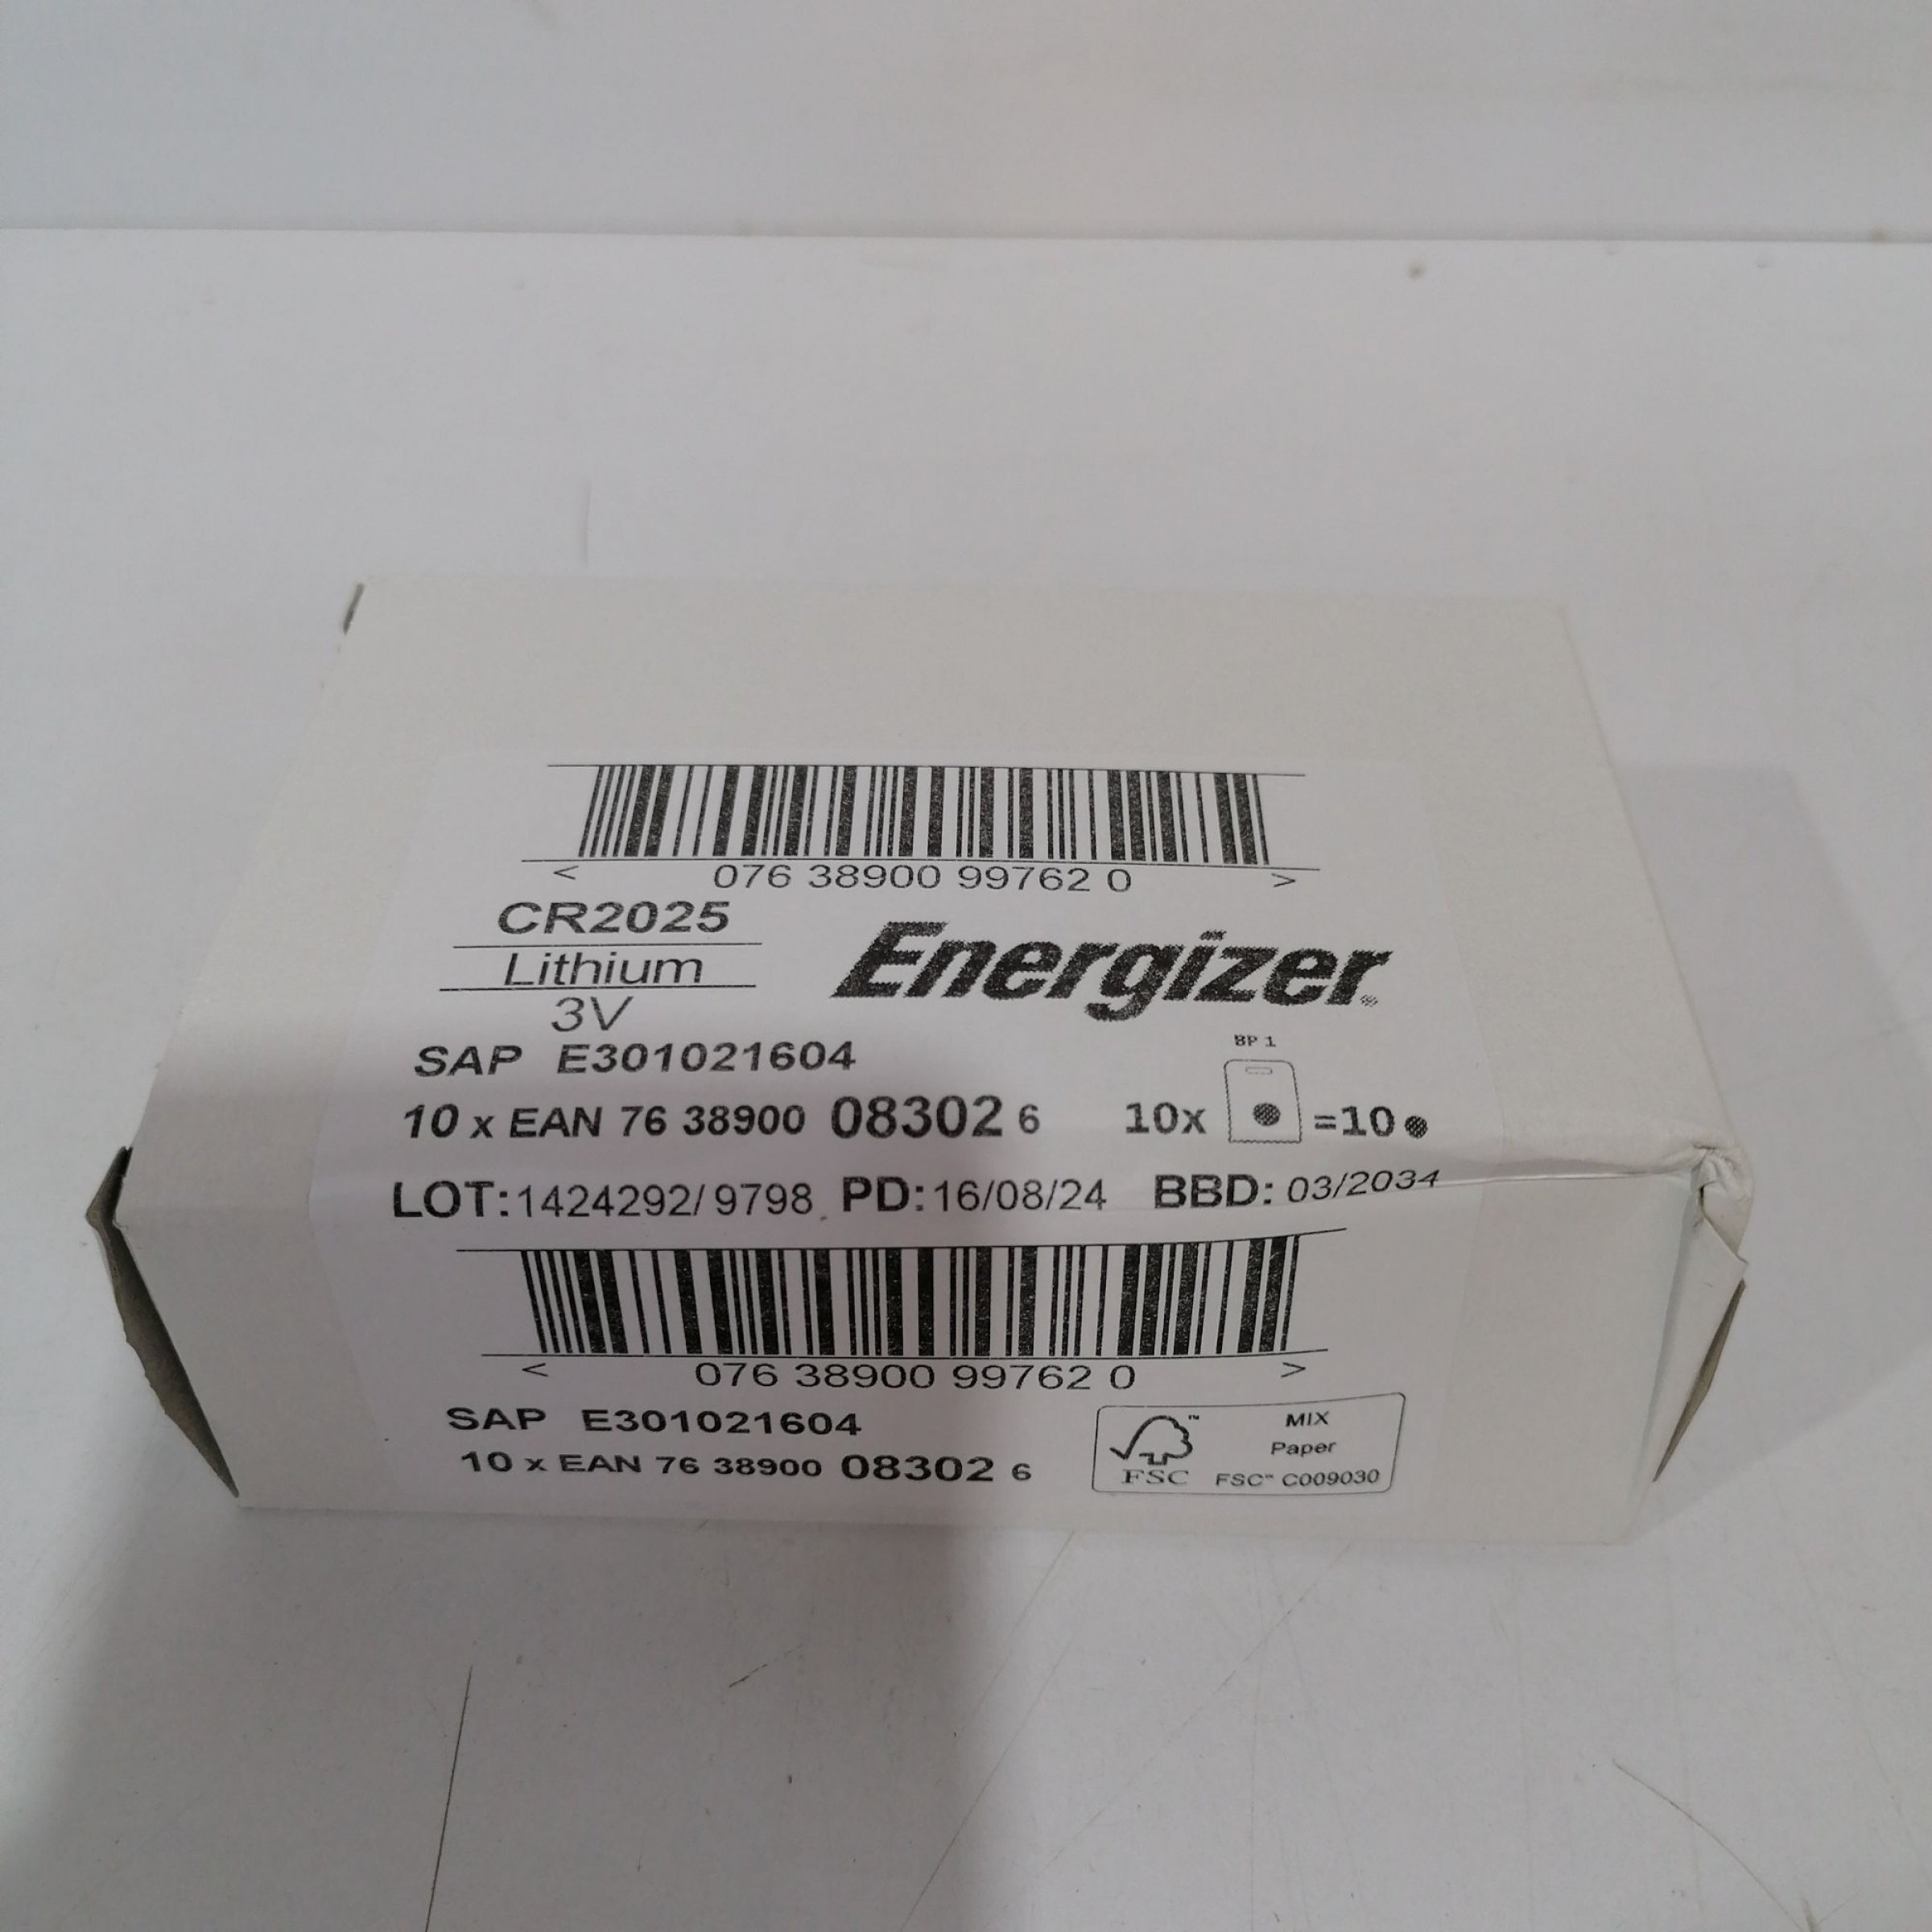 < 076 38900 99762 0 >
CR2025
Lithium
3V
Energizer
SAP E301021604
BP 1
10 x EAN 76 38900 08302 6 10x =10
LOT:1424292/9798 PD:16/08/24 BBD: 03/2034
< 076 38900 99762 0 >
SAP E301021604
10 x EAN 76 38900 08302 6
FSC
MIX
Paper
FSC™ C009030